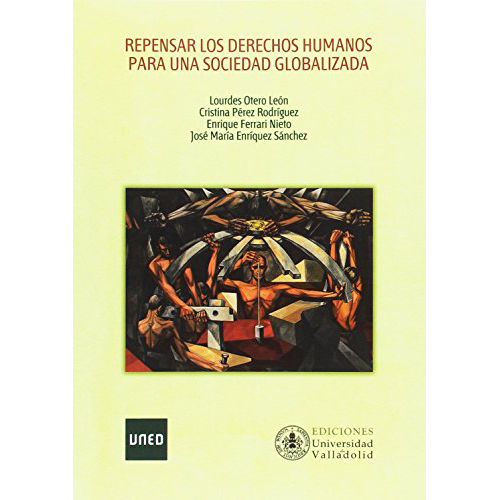 REPENSAR LOS DERECHOS HUMANOS
PARA UNA SOCIEDAD GLOBALIZADA
Lourdes Otero León
Cristina Pérez Rodríguez
Enrique Ferrari Nieto
José María Enríquez Sánchez
UNED
EDICIONES
Universidad
de
Valladolid